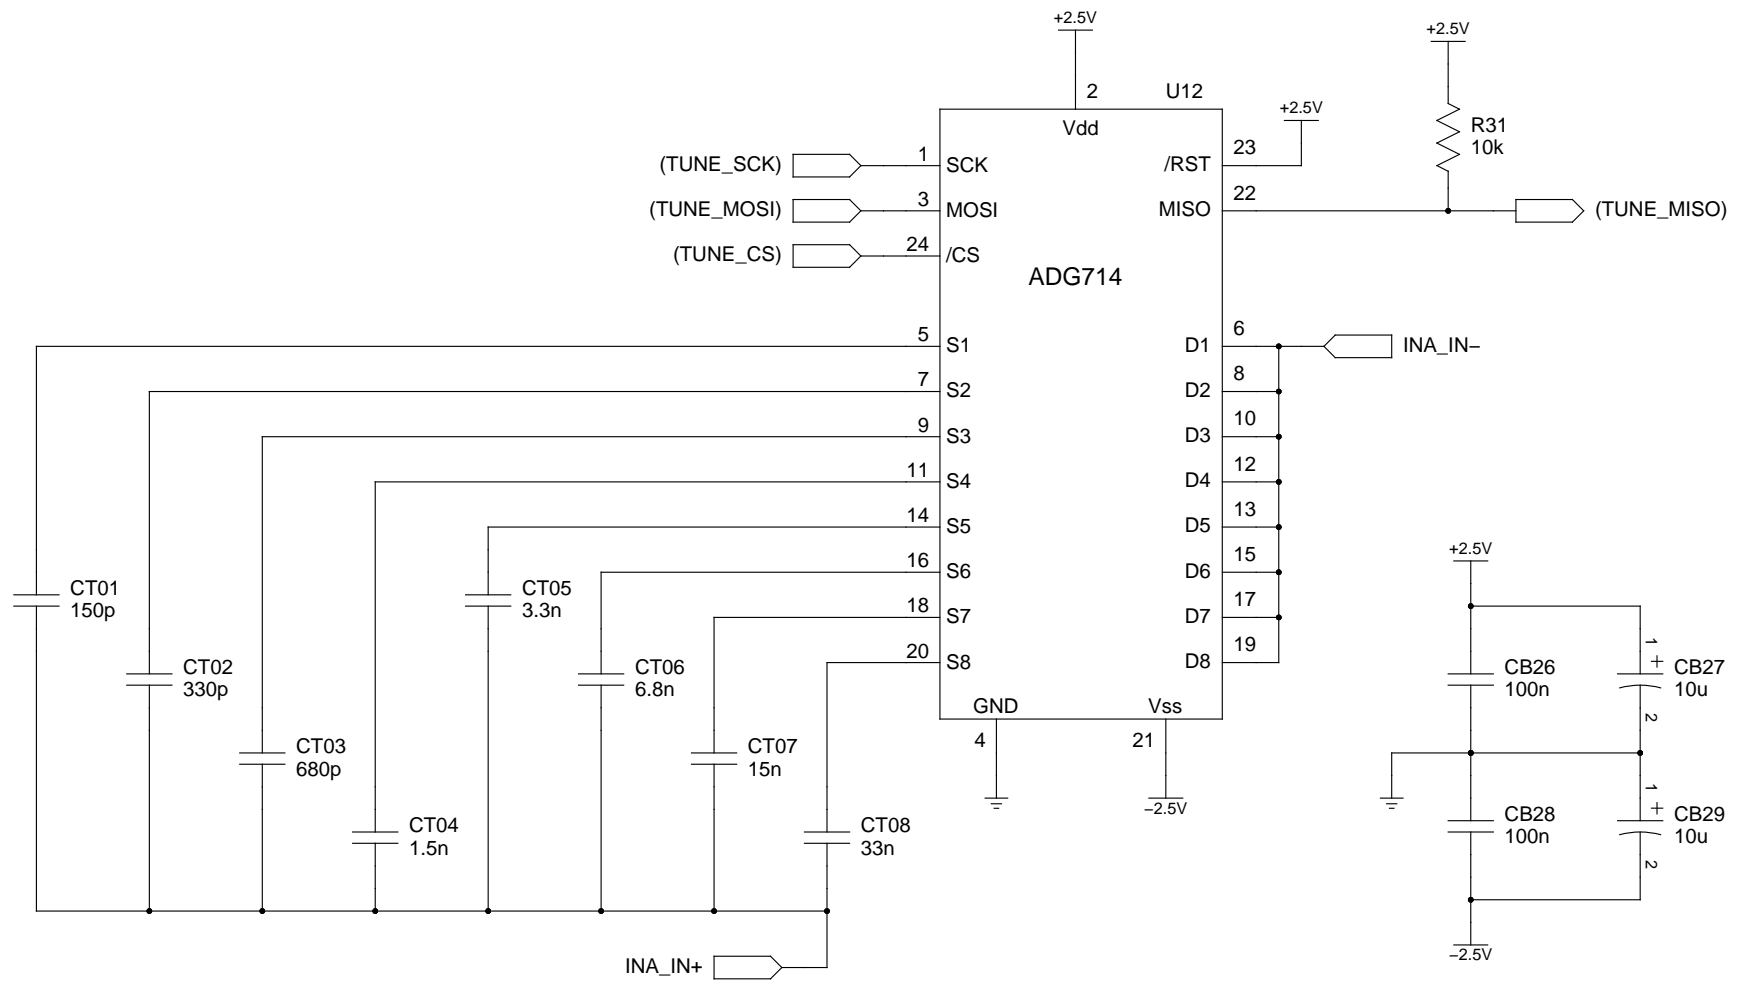 +2.5V
+2.5V
2
U12
Vdd
+2.5V
R31
10k
(TUNE_SCK)
1
SCK
/RST
23
(TUNE_MOSI)
3
MOSI
MISO
22
(TUNE_MISO)
(TUNE_CS)
24
/CS
ADG714
5
S1
D1
6
INA_IN–
7
S2
D2
8
9
S3
D3
10
11
S4
D4
12
14
S5
D5
13
16
S6
D6
15
18
S7
D7
17
20
S8
D8
19
CT01
150p
CT05
3.3n
CT02
330p
CT06
6.8n
CT03
680p
CT07
15n
CT04
1.5n
CT08
33n
GND
Vss
4
21
–2.5V
+2.5V
CB26
100n
1
+
CB27
10u
2
CB28
100n
1
+
CB29
10u
2
–2.5V
INA_IN+